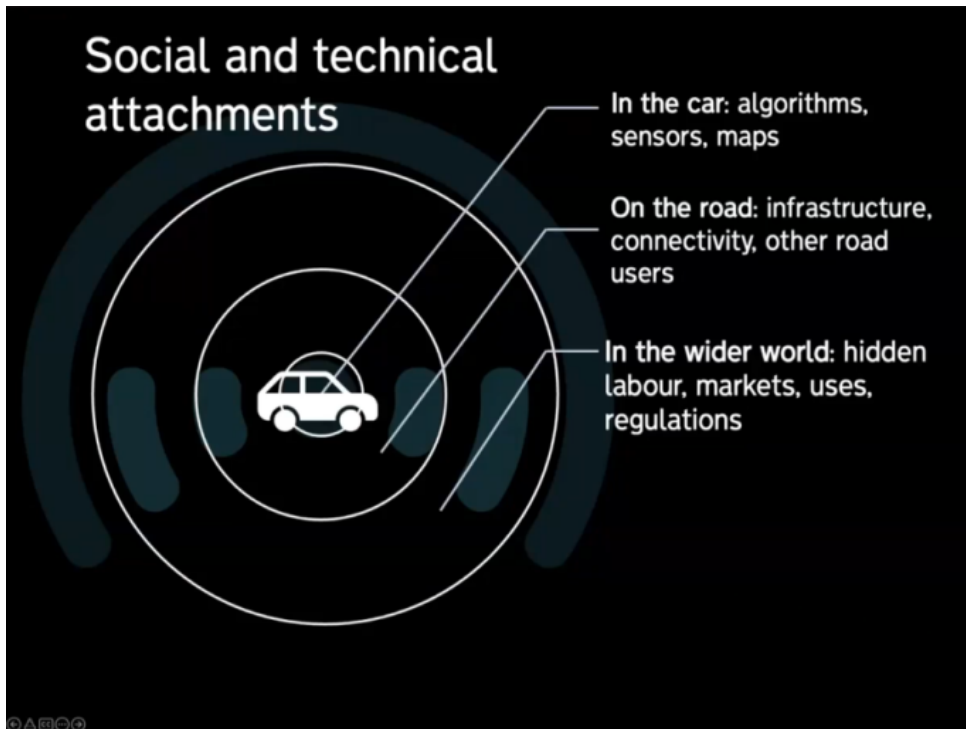 Social and technical
attachments
In the car: algorithms,
sensors, maps
On the road: infrastructure,
connectivity, other road
users
In the wider world: hidden
labour, markets, uses,
regulations